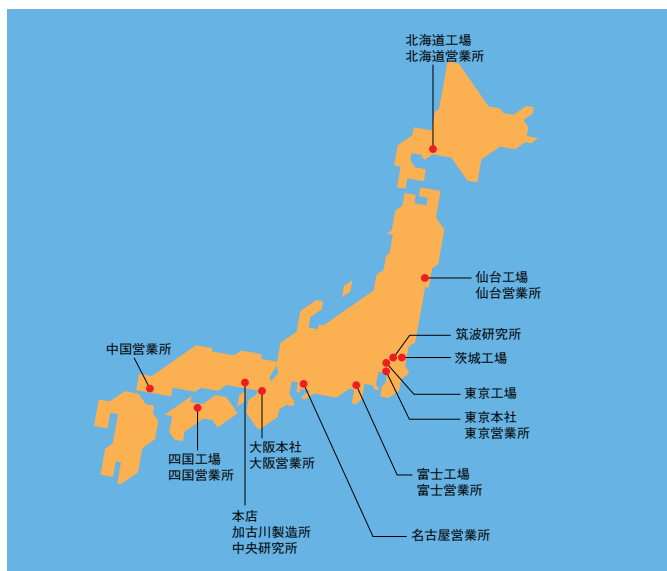 北海道工場
北海道営業所
仙台工場
仙台営業所
筑波研究所
茨城工場
中国営業所
東京工場
東京本社
東京営業所
大阪本社
大阪営業所
四国工場
四国営業所
富士工場
富士営業所
本店
加古川製造所
中央研究所
名古屋営業所